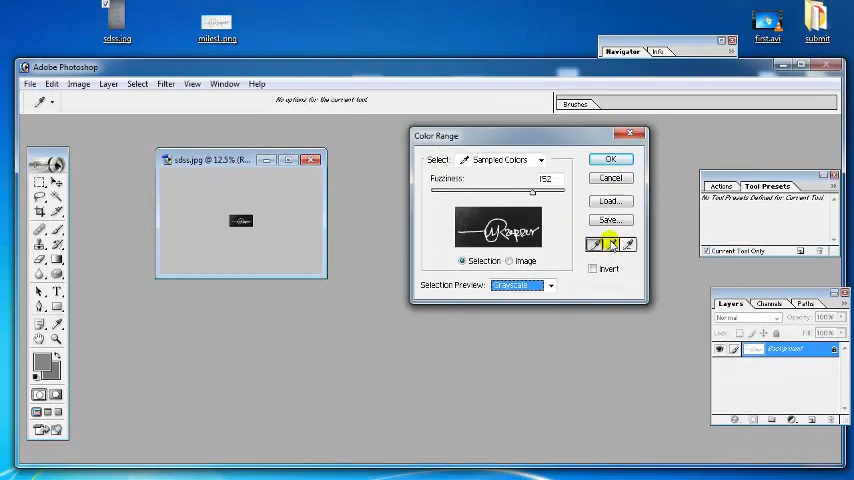 sdss.jpg
miles1.png
first.avi
submit
Navigator
Info
Adobe Photoshop
File Edit Image Layer Select Filter View Window Help
No options for the current tool
Brushes
sdss.jpg @ 12.5% (R...
Color Range
Select: Sampled Colors
OK
Fuzziness: 152
Cancel
Load...
Save...
Selection
Image
Invert
Selection Preview: Grayscale
Actions
Tool Presets
No Tool Presets Defined for Current Tool.
Current Tool Only
Layers Channels Paths
Normal
Opacity: 100%
Lock:
Fill: 100%
Background